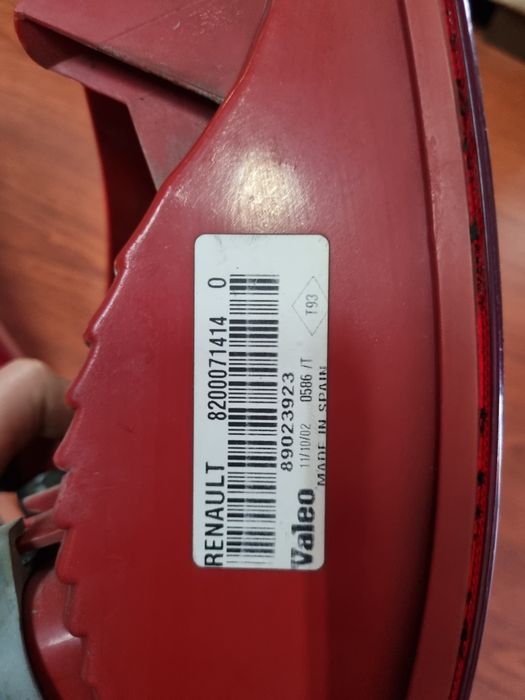 RENAULT 8200071414 0
89023923
Valeo 11/10/02 0586 /T
MADE IN SPAIN
T93